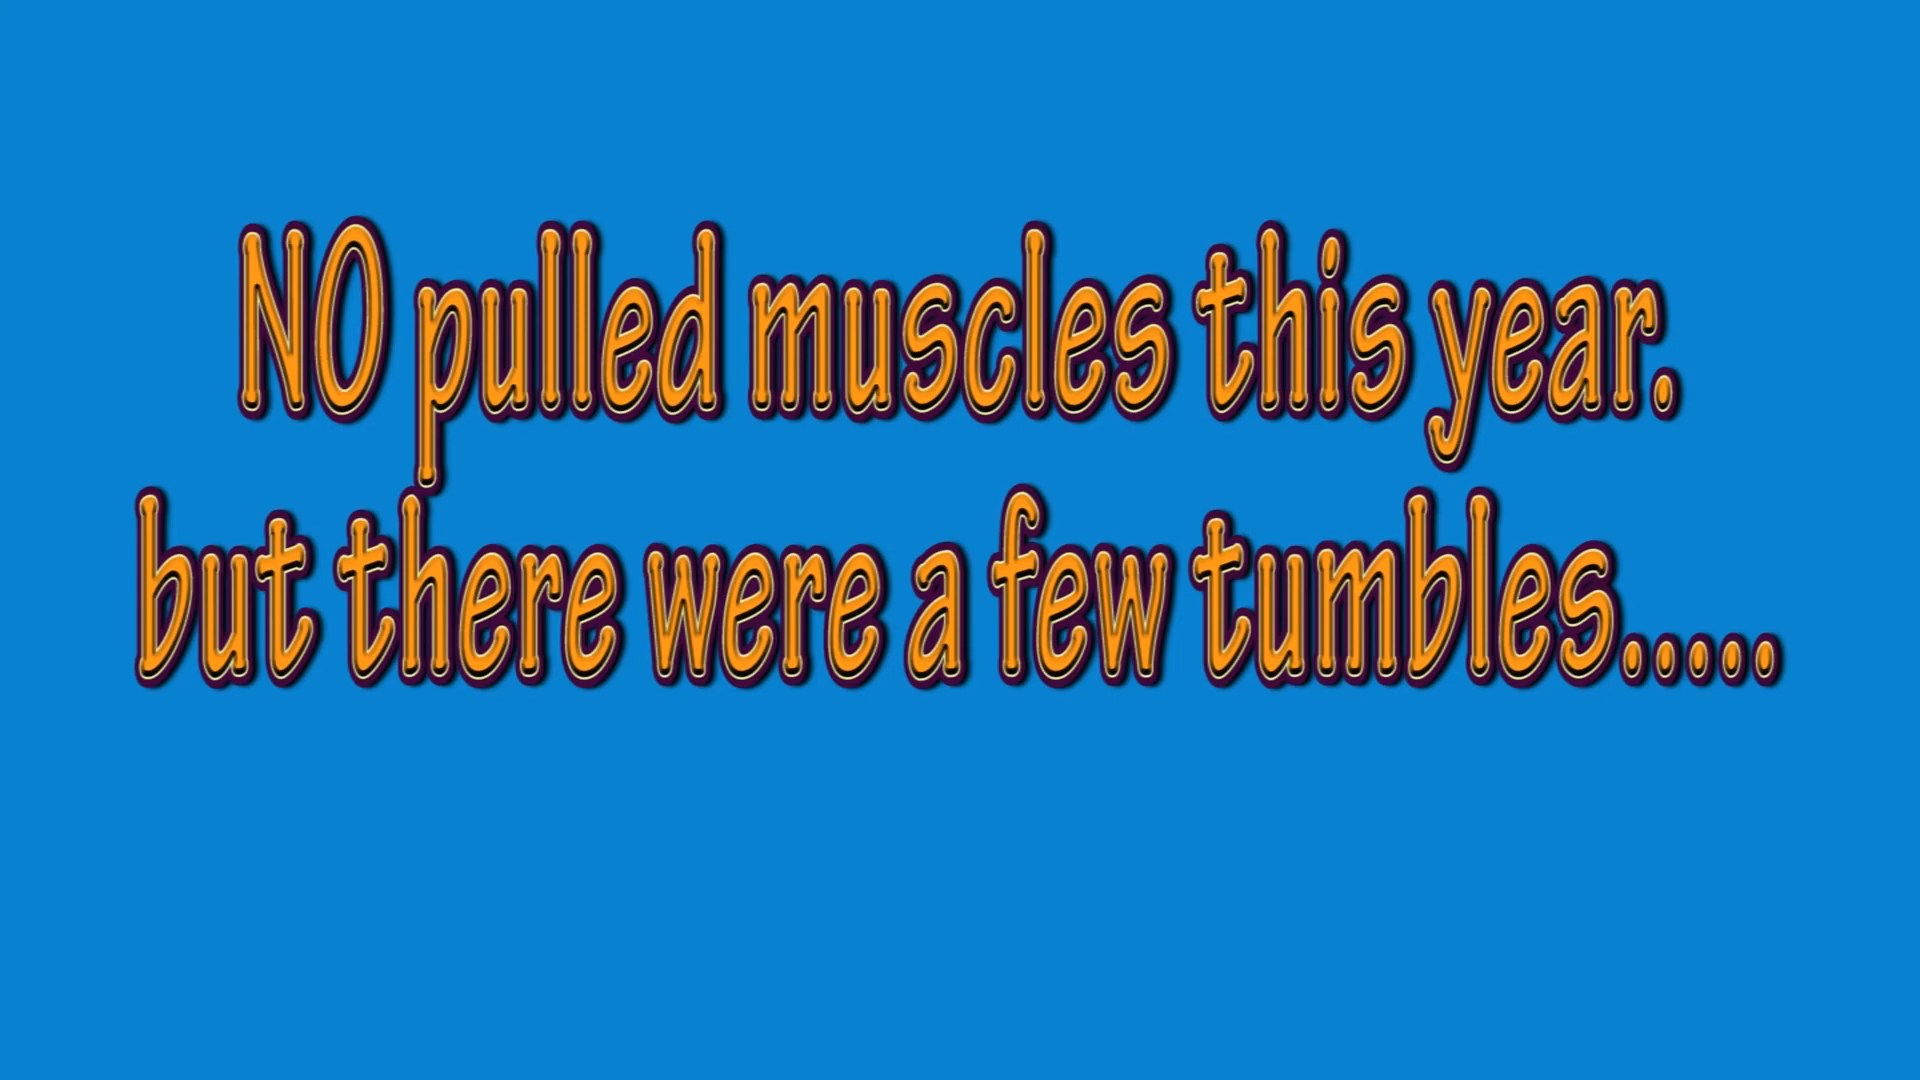 NO pulled muscles this year.
but there were a few tumbles.....